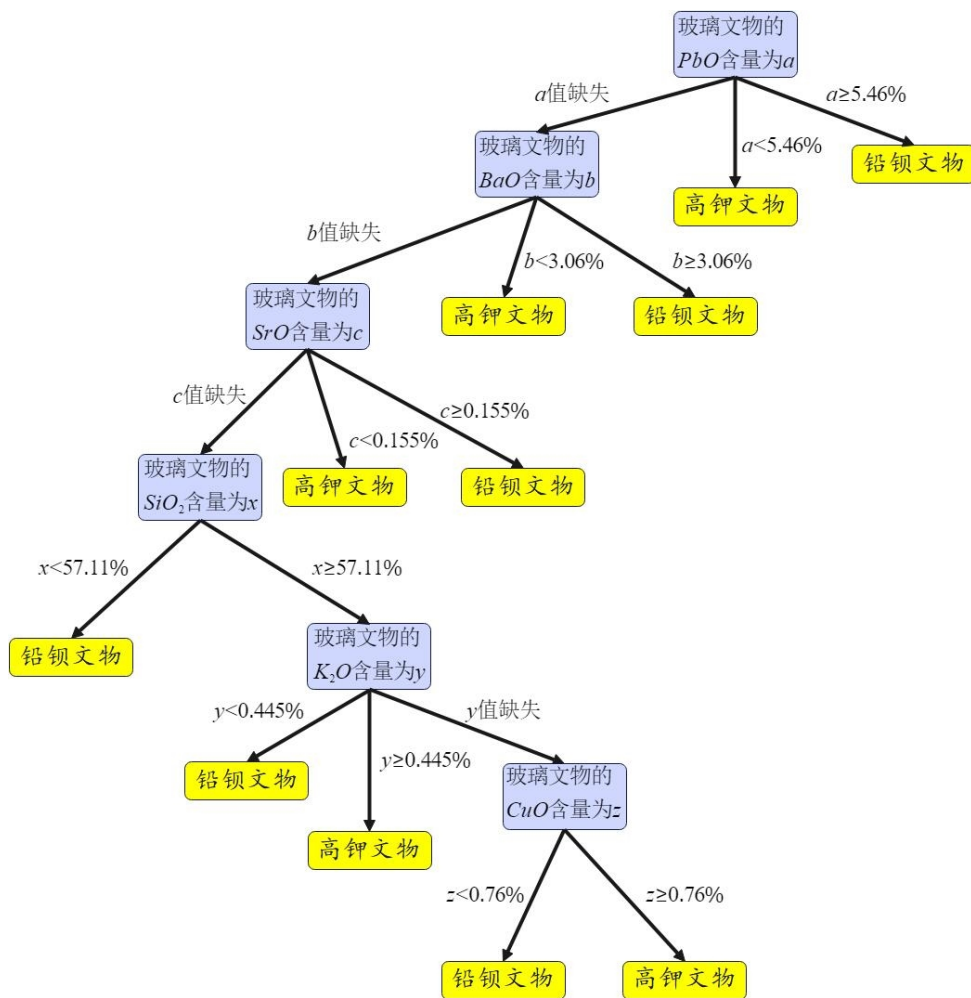 玻璃文物的
PbO含量为a
a值缺失
a<5.46%
a≥5.46%
玻璃文物的
BaO含量为b
高钾文物
铅钡文物
b值缺失
b<3.06%
b≥3.06%
玻璃文物的
SrO含量为c
高钾文物
铅钡文物
c值缺失
c<0.155%
c≥0.155%
玻璃文物的
SiO₂含量为x
高钾文物
铅钡文物
x<57.11%
x≥57.11%
铅钡文物
玻璃文物的
K₂O含量为y
y<0.445%
y≥0.445%
y值缺失
铅钡文物
高钾文物
玻璃文物的
CuO含量为z
z<0.76%
z≥0.76%
铅钡文物
高钾文物